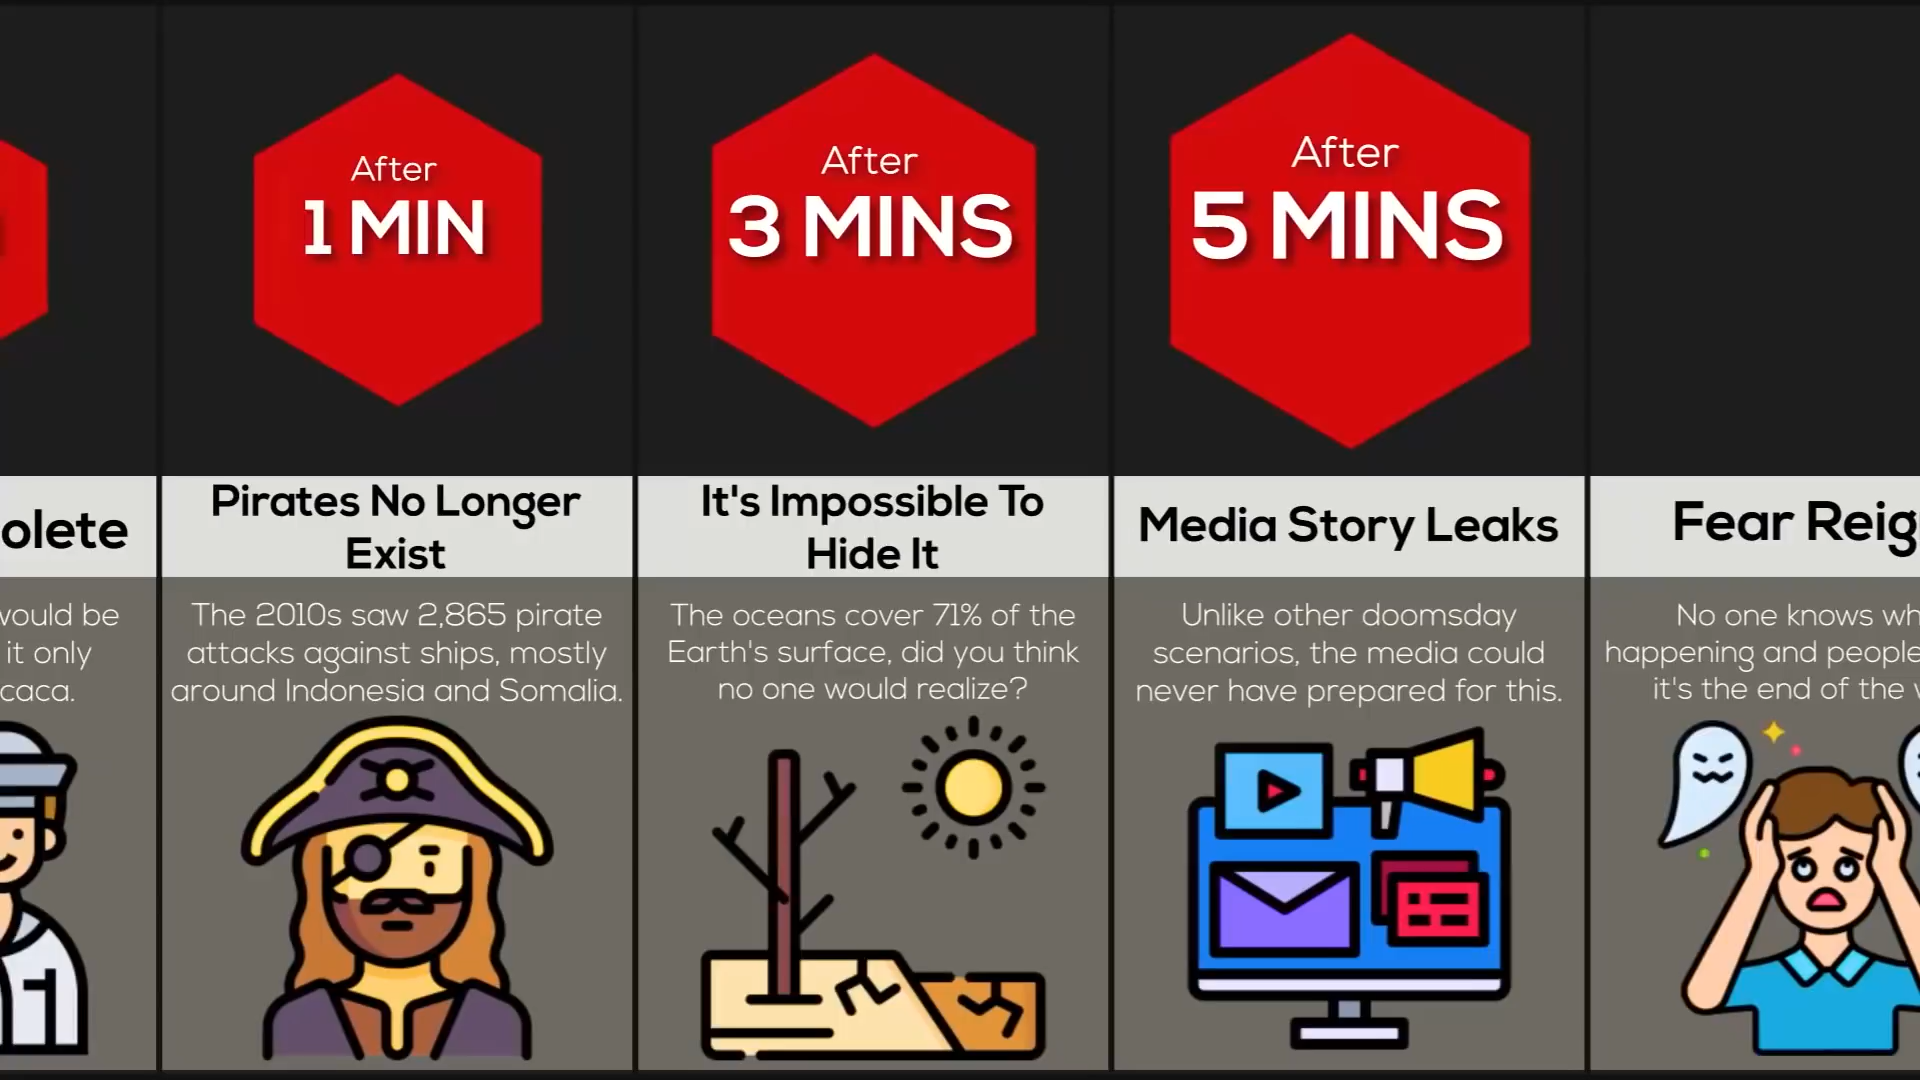 olete
would be
it only
caca.
1
After
1 MIN
Pirates No Longer
Exist
The 2010s saw 2,865 pirate
attacks against ships, mostly
around Indonesia and Somalia.
After
3 MINS
It's Impossible To
Hide It
The oceans cover 71% of the
Earth's surface, did you think
no one would realize?
After
5 MINS
Media Story Leaks
Unlike other doomsday
scenarios, the media could
never have prepared for this.
Fear Reig
No one knows wh
happening and people
it's the end of the w